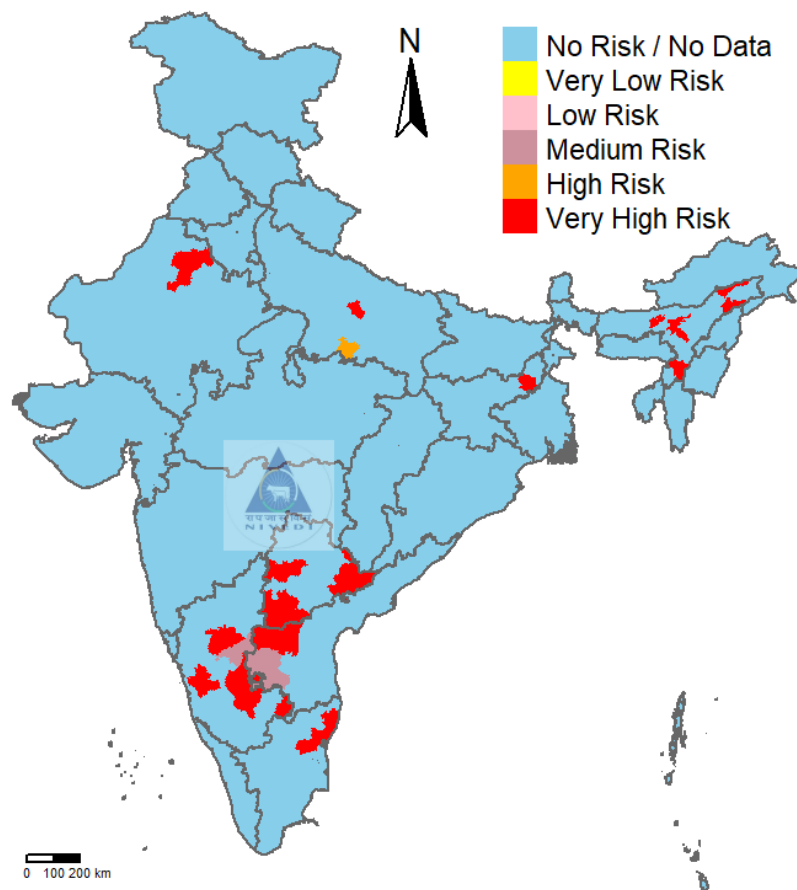 N
No Risk / No Data
Very Low Risk
Low Risk
Medium Risk
High Risk
Very High Risk
NIVEDI
0 100 200 km